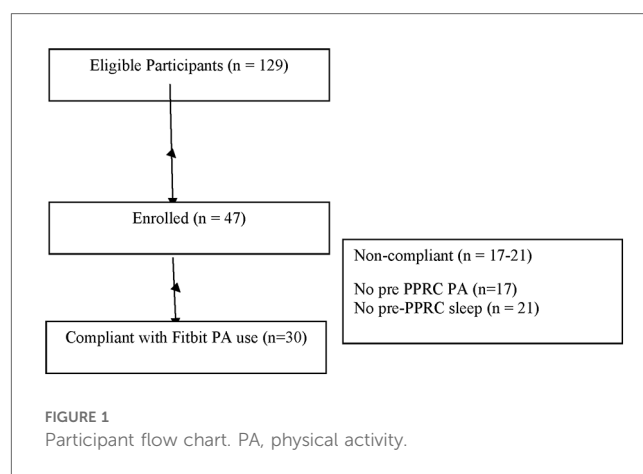 Eligible Participants (n = 129)
Enrolled (n = 47)
Non-compliant (n = 17-21)
No pre PPRC PA (n=17)
No pre-PPRC sleep (n = 21)
Compliant with Fitbit PA use (n=30)
FIGURE 1
Participant flow chart. PA, physical activity.